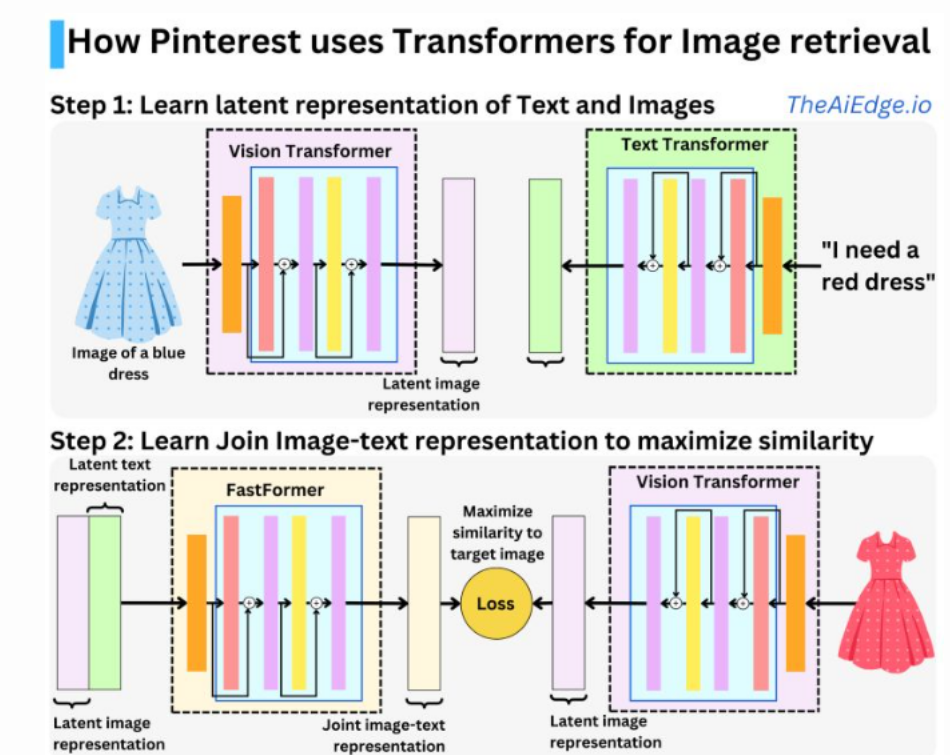 How Pinterest uses Transformers for Image retrieval
Step 1: Learn latent representation of Text and Images
TheAiEdge.io
Vision Transformer
Text Transformer
"I need a
red dress"
Image of a blue
dress
Latent image
representation
Step 2: Learn Join Image-text representation to maximize similarity
Latent text
representation
FastFormer
Maximize
similarity to
target image
Vision Transformer
Loss
Latent image
representation
Joint image-text
representation
Latent image
representation